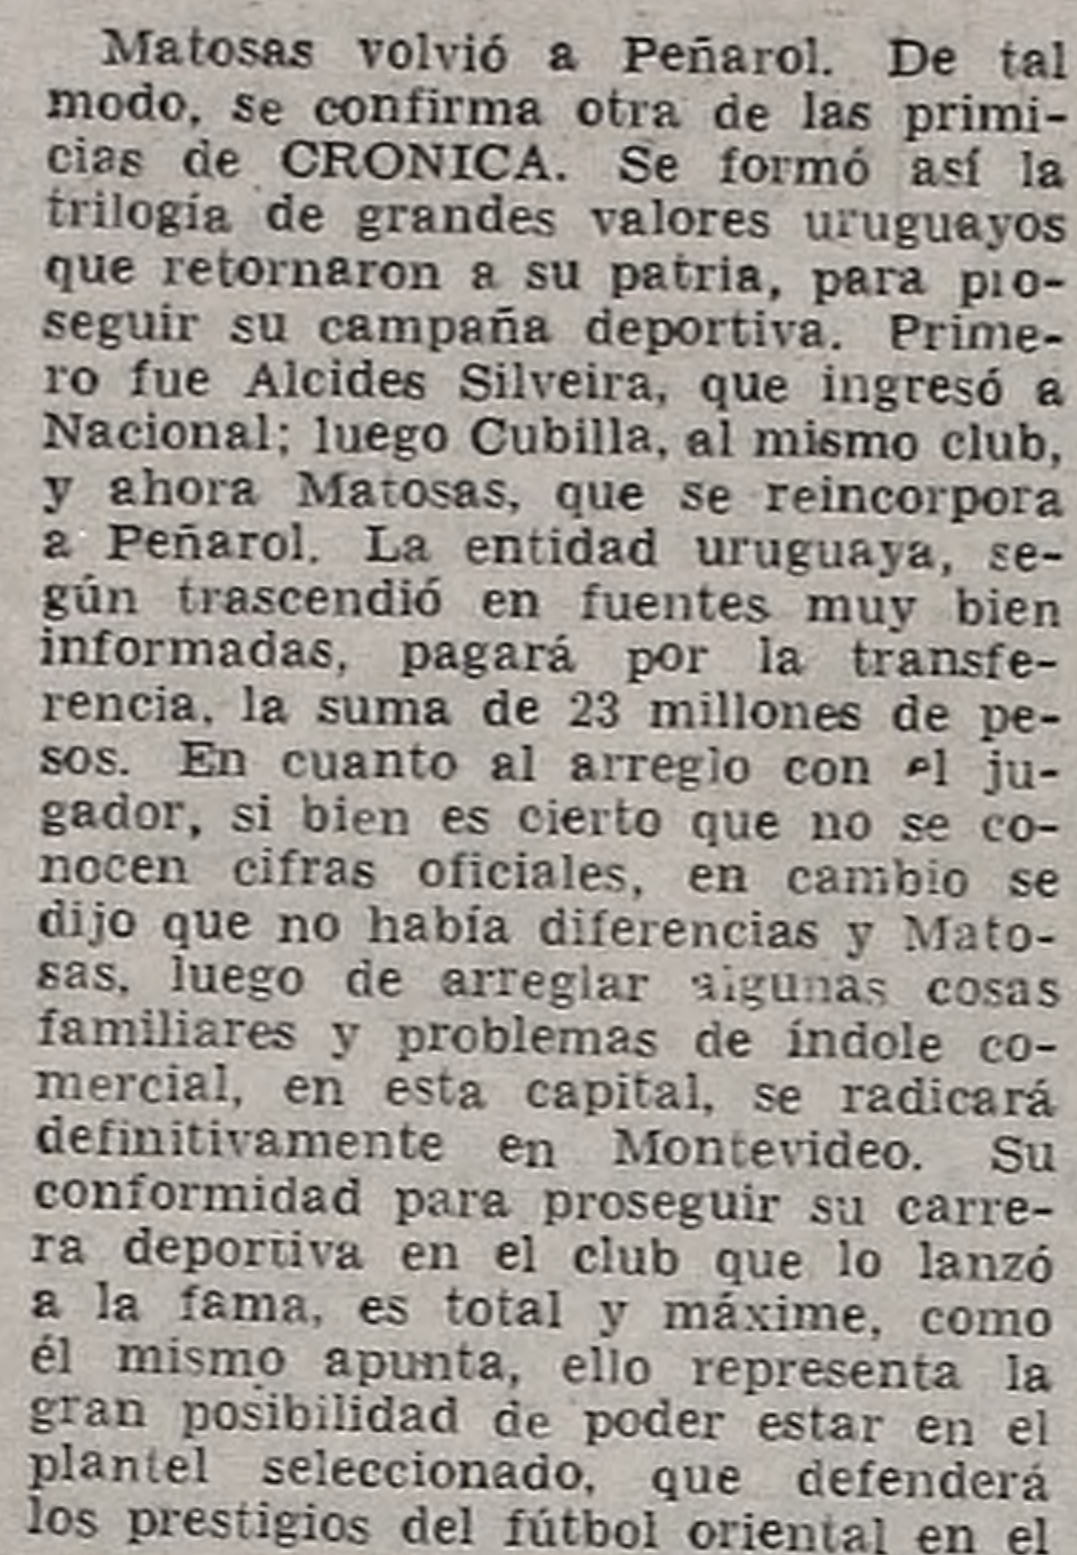 Matosas volvió a Peñarol. De tal
modo, se confirma otra de las primi-
cias de CRONICA. Se formó así la
trilogía de grandes valores uruguayos
que retornaron a su patria, para pro-
seguir su campaña deportiva. Prime-
ro fue Alcides Silveira, que ingresó a
Nacional; luego Cubilla, al mismo club,
y ahora Matosas, que se reincorpora
a Peñarol. La entidad uruguaya, se-
gún trascendió en fuentes muy bien
informadas, pagará por la transfe-
rencia, la suma de 23 millones de pe-
sos. En cuanto al arreglo con el ju-
gador, si bien es cierto que no se co-
nocen cifras oficiales, en cambio se
dijo que no había diferencias y Mato-
sas, luego de arreglar algunas cosas
familiares y problemas de índole co-
mercial, en esta capital, se radicará
definitivamente en Montevideo. Su
conformidad para proseguir su carre-
ra deportiva en el club que lo lanzó
a la fama, es total y máxime, como
él mismo apunta, ello representa la
gran posibilidad de poder estar en el
plantel seleccionado, que defenderá
los prestigios del fútbol oriental en el